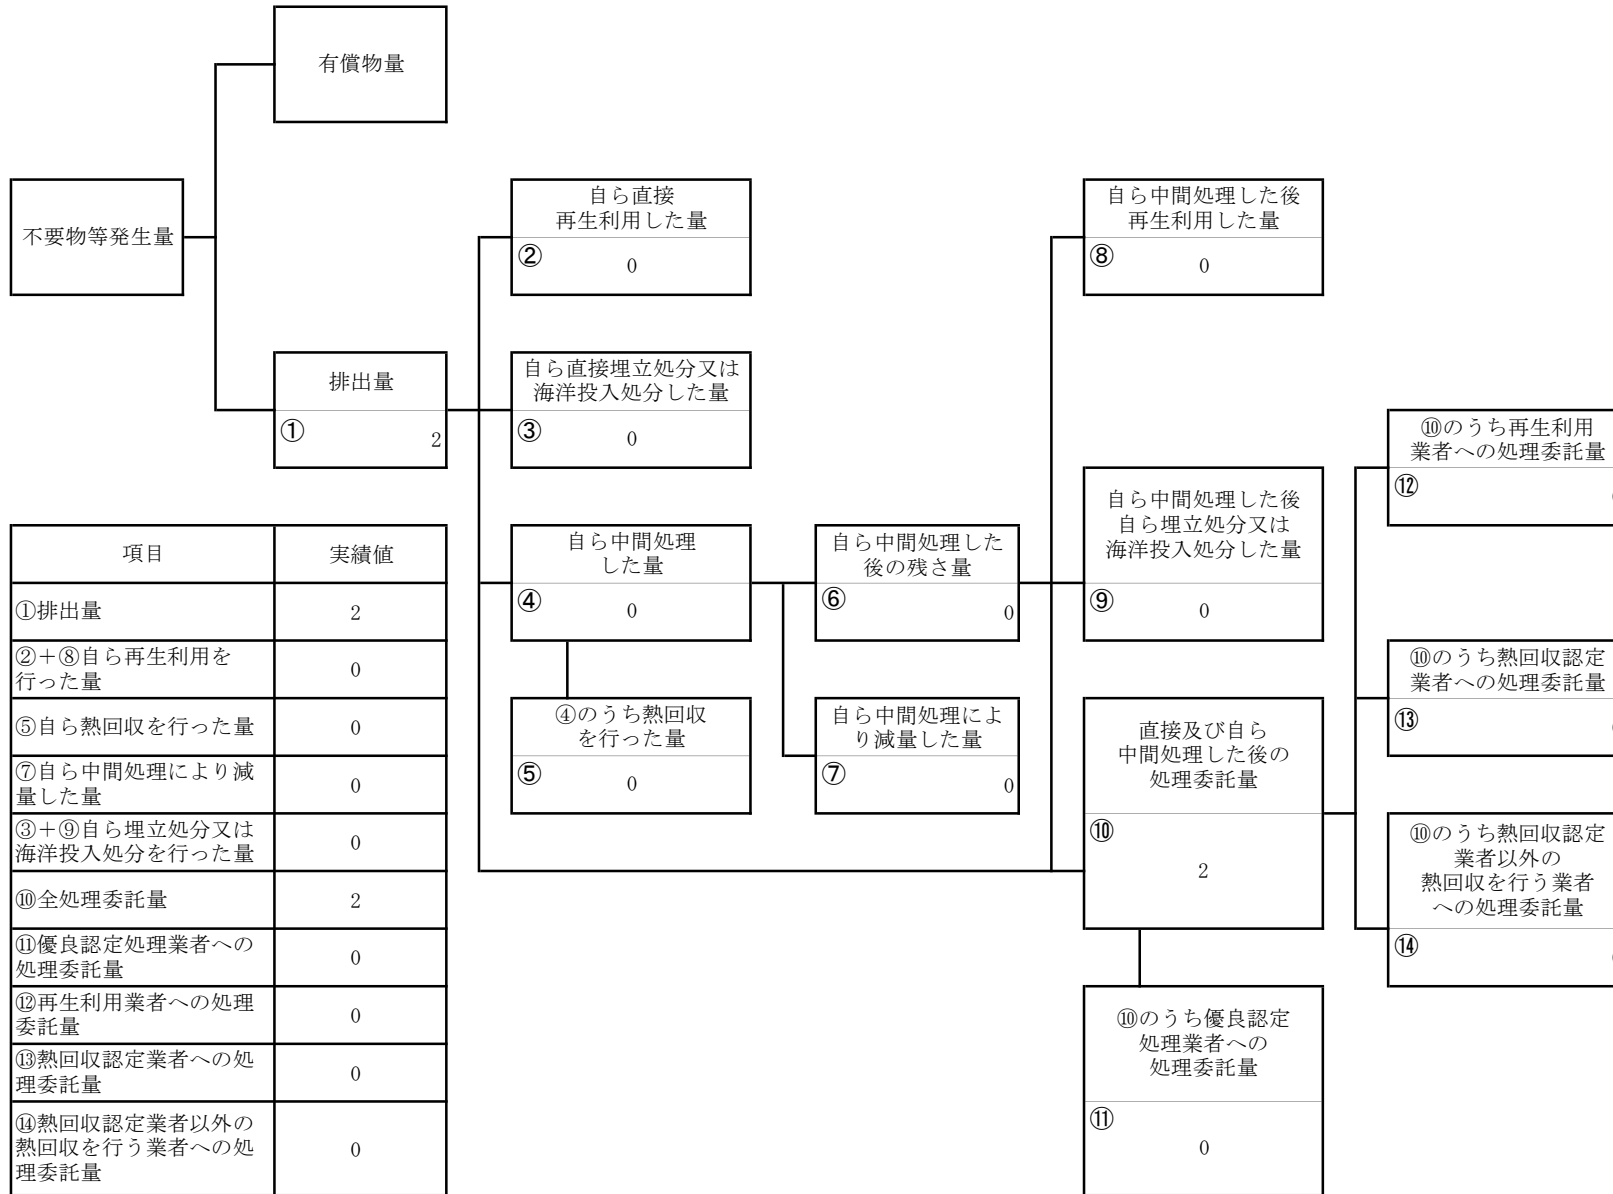 有償物量
不要物等発生量
排出量
①
2
自ら直接
再生利用した量
②
0
自ら直接埋立処分又は
海洋投入処分した量
③
0
自ら中間処理
した量
④
0
④のうち熱回収
を行った量
⑤
0
自ら中間処理した
後の残さ量
⑥
0
自ら中間処理によ
り減量した量
⑦
0
自ら中間処理した後
再生利用した量
⑧
0
自ら中間処理した後
自ら埋立処分又は
海洋投入処分した量
⑨
0
直接及び自ら
中間処理した後の
処理委託量
⑩
2
⑩のうち優良認定
処理業者への
処理委託量
⑪
0
⑩のうち再生利用
業者への処理委託量
⑫
⑩のうち熱回収認定
業者への処理委託量
⑬
⑩のうち熱回収認定
業者以外の
熱回収を行う業者
への処理委託量
⑭
項目 実績値
①排出量 2
②＋⑧自ら再生利用を
行った量 0
⑤自ら熱回収を行った量 0
⑦自ら中間処理により減
量した量 0
③＋⑨自ら埋立処分又は
海洋投入処分を行った量 0
⑩全処理委託量 2
⑪優良認定処理業者への
処理委託量 0
⑫再生利用業者への処理
委託量 0
⑬熱回収認定業者への処
理委託量 0
⑭熱回収認定業者以外の
熱回収を行う業者への処
理委託量 0